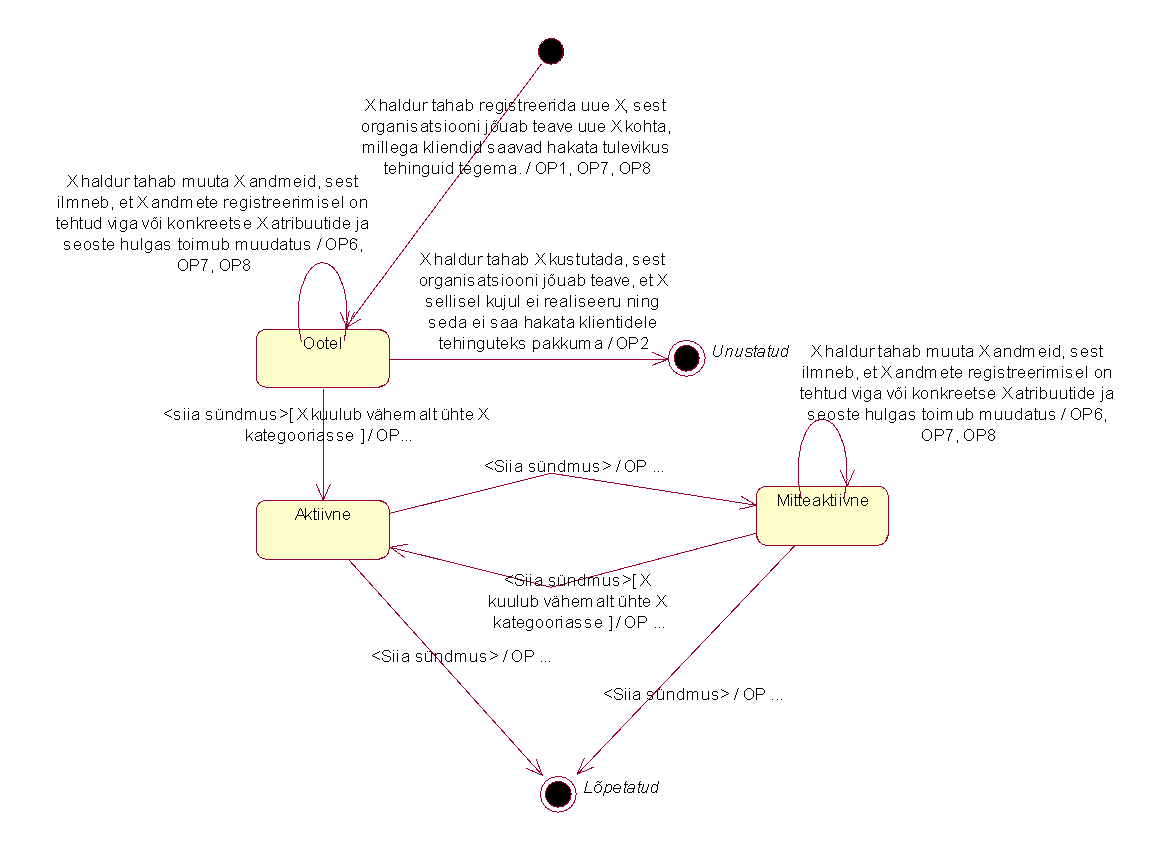 X haldur tahab registreerida uue X, sest
organisatsiooni jõuab teave uue X kohta,
millega kliendid saavad hakata tulevikus
tehinguid tegema. / OP1, OP7, OP8
X haldur tahab muuta X andmeid, sest
ilmneb, et X andmete registreerimisel on
tehtud viga või konkreetse X atribuutide ja
seoste hulgas toimub muudatus / OP6,
OP7, OP8
X haldur tahab X kustutada, sest
organisatsiooni jõuab teave, et X
sellisel kujul ei realiseeru ning
seda ei saa hakata klientidele
tehinguteks pakkuma / OP2
Ootel
Unustatud
X haldur tahab muuta X andmeid, sest
ilmneb, et X andmete registreerimisel on
tehtud viga või konkreetse X atribuutide ja
seoste hulgas toimub muudatus / OP6,
OP7, OP8
<siia sündmus>[ X kuulub vähemalt ühte X
kategooriasse ] / OP...
<Siia sündmus> / OP ...
Aktiivne
Mitteaktiivne
<Siia sündmus>[ X
kuulub vähemalt ühte X
kategooriasse ] / OP ...
<Siia sündmus> / OP ...
<Siia sündmus> / OP ...
Lõpetatud